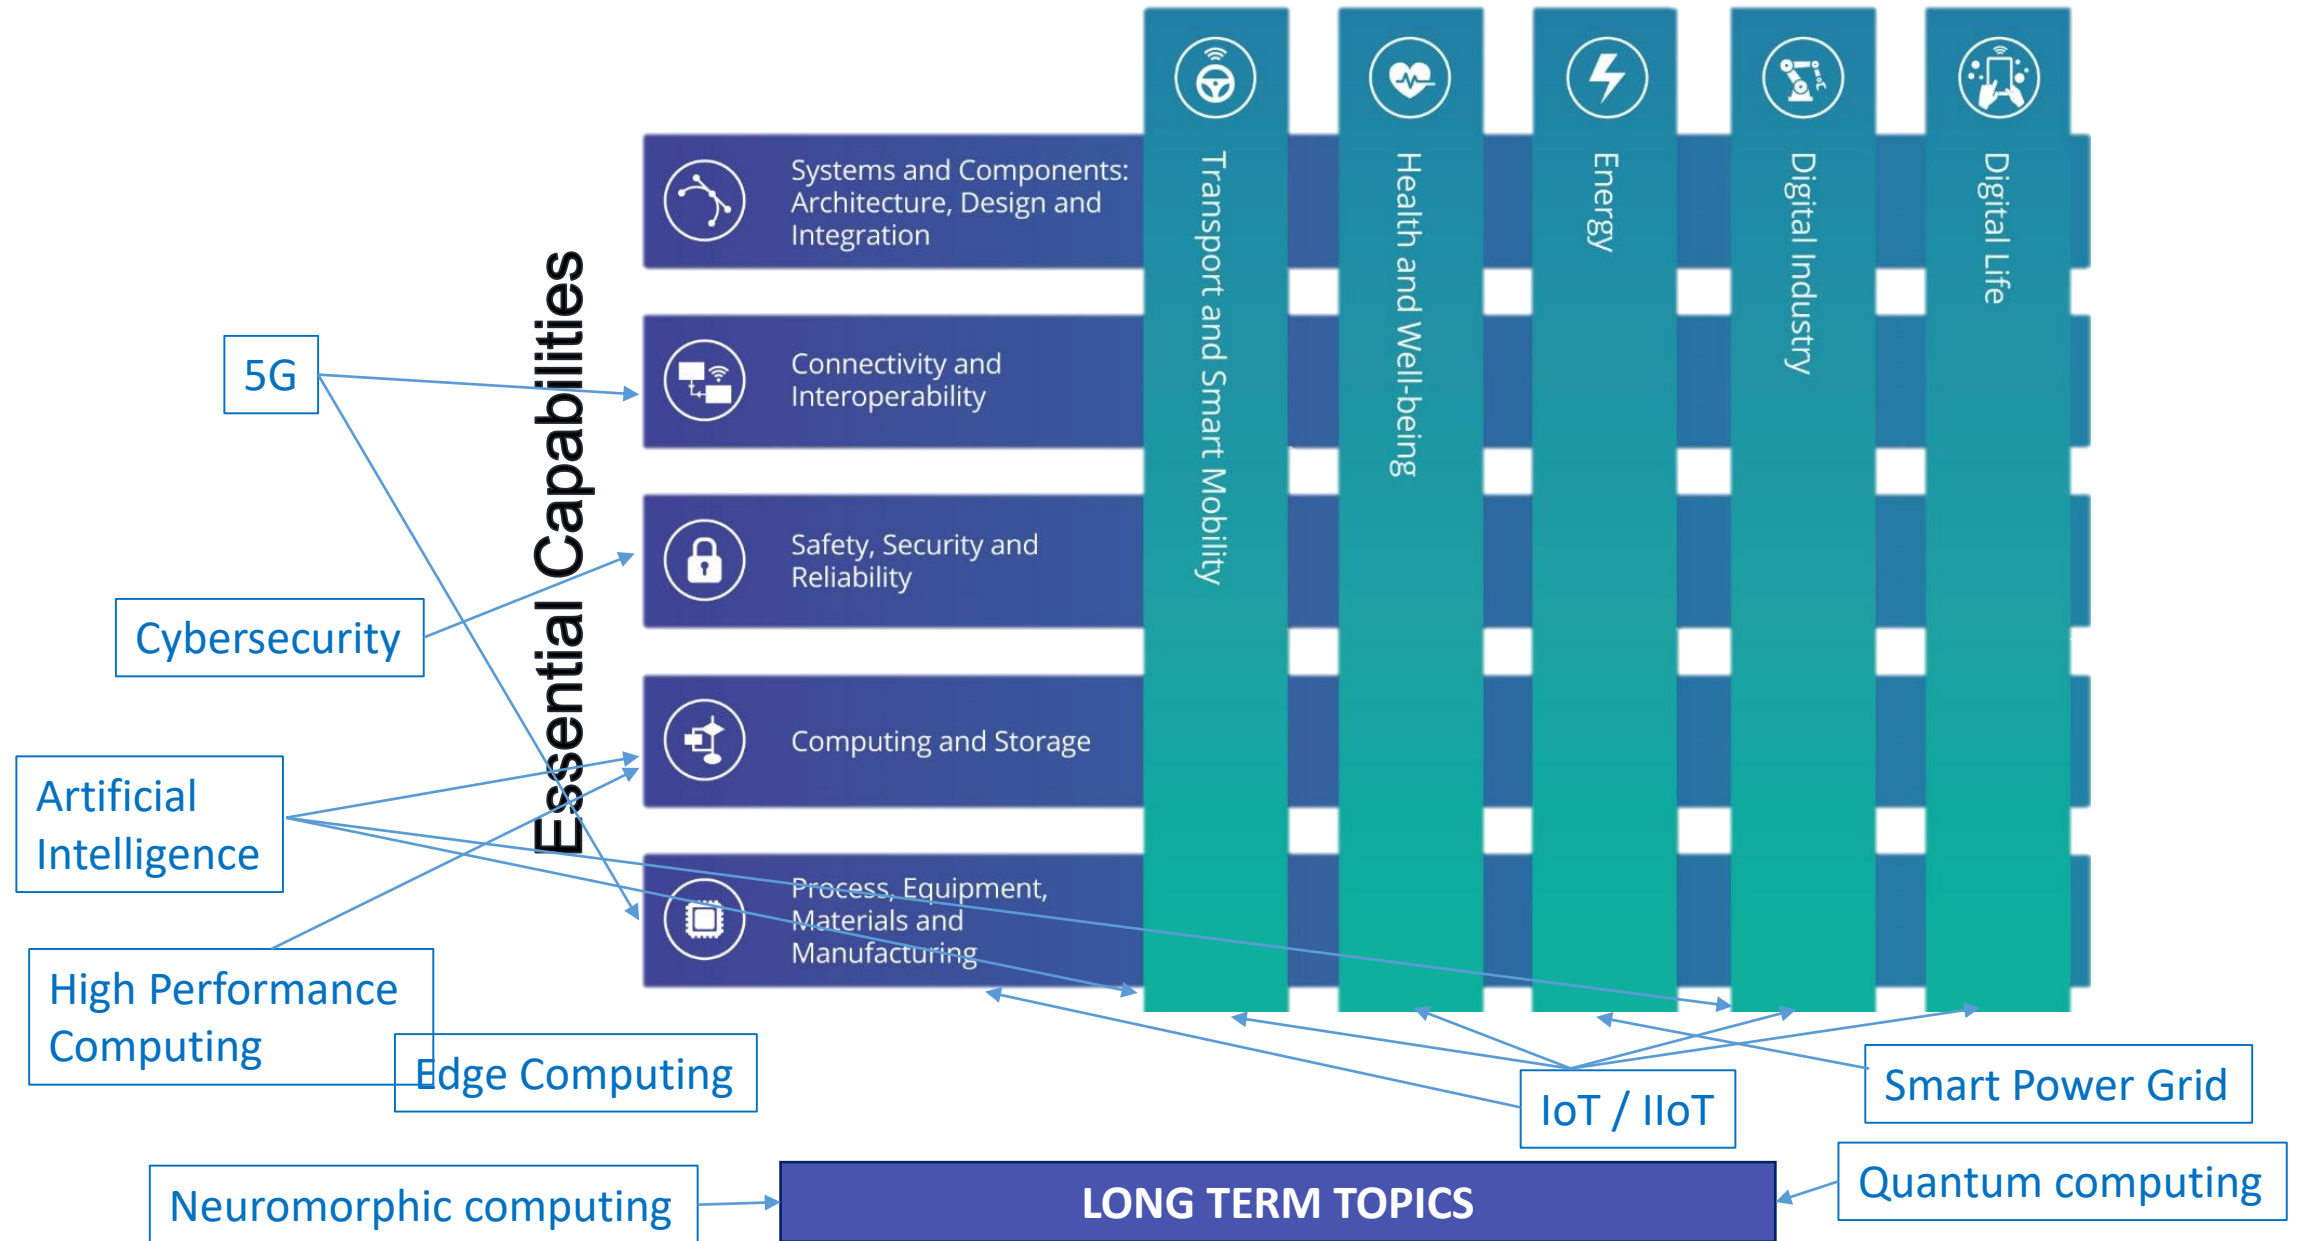 Transport and Smart Mobility
Health and Well-being
Energy
Digital Industry
Digital Life
Essential Capabilities
Systems and Components:
Architecture, Design and
Integration
Connectivity and
Interoperability
Safety, Security and
Reliability
Computing and Storage
Process, Equipment,
Materials and
Manufacturing
5G
Cybersecurity
Artificial
Intelligence
High Performance
Computing
Edge Computing
IoT / IIoT
Smart Power Grid
Neuromorphic computing
LONG TERM TOPICS
Quantum computing